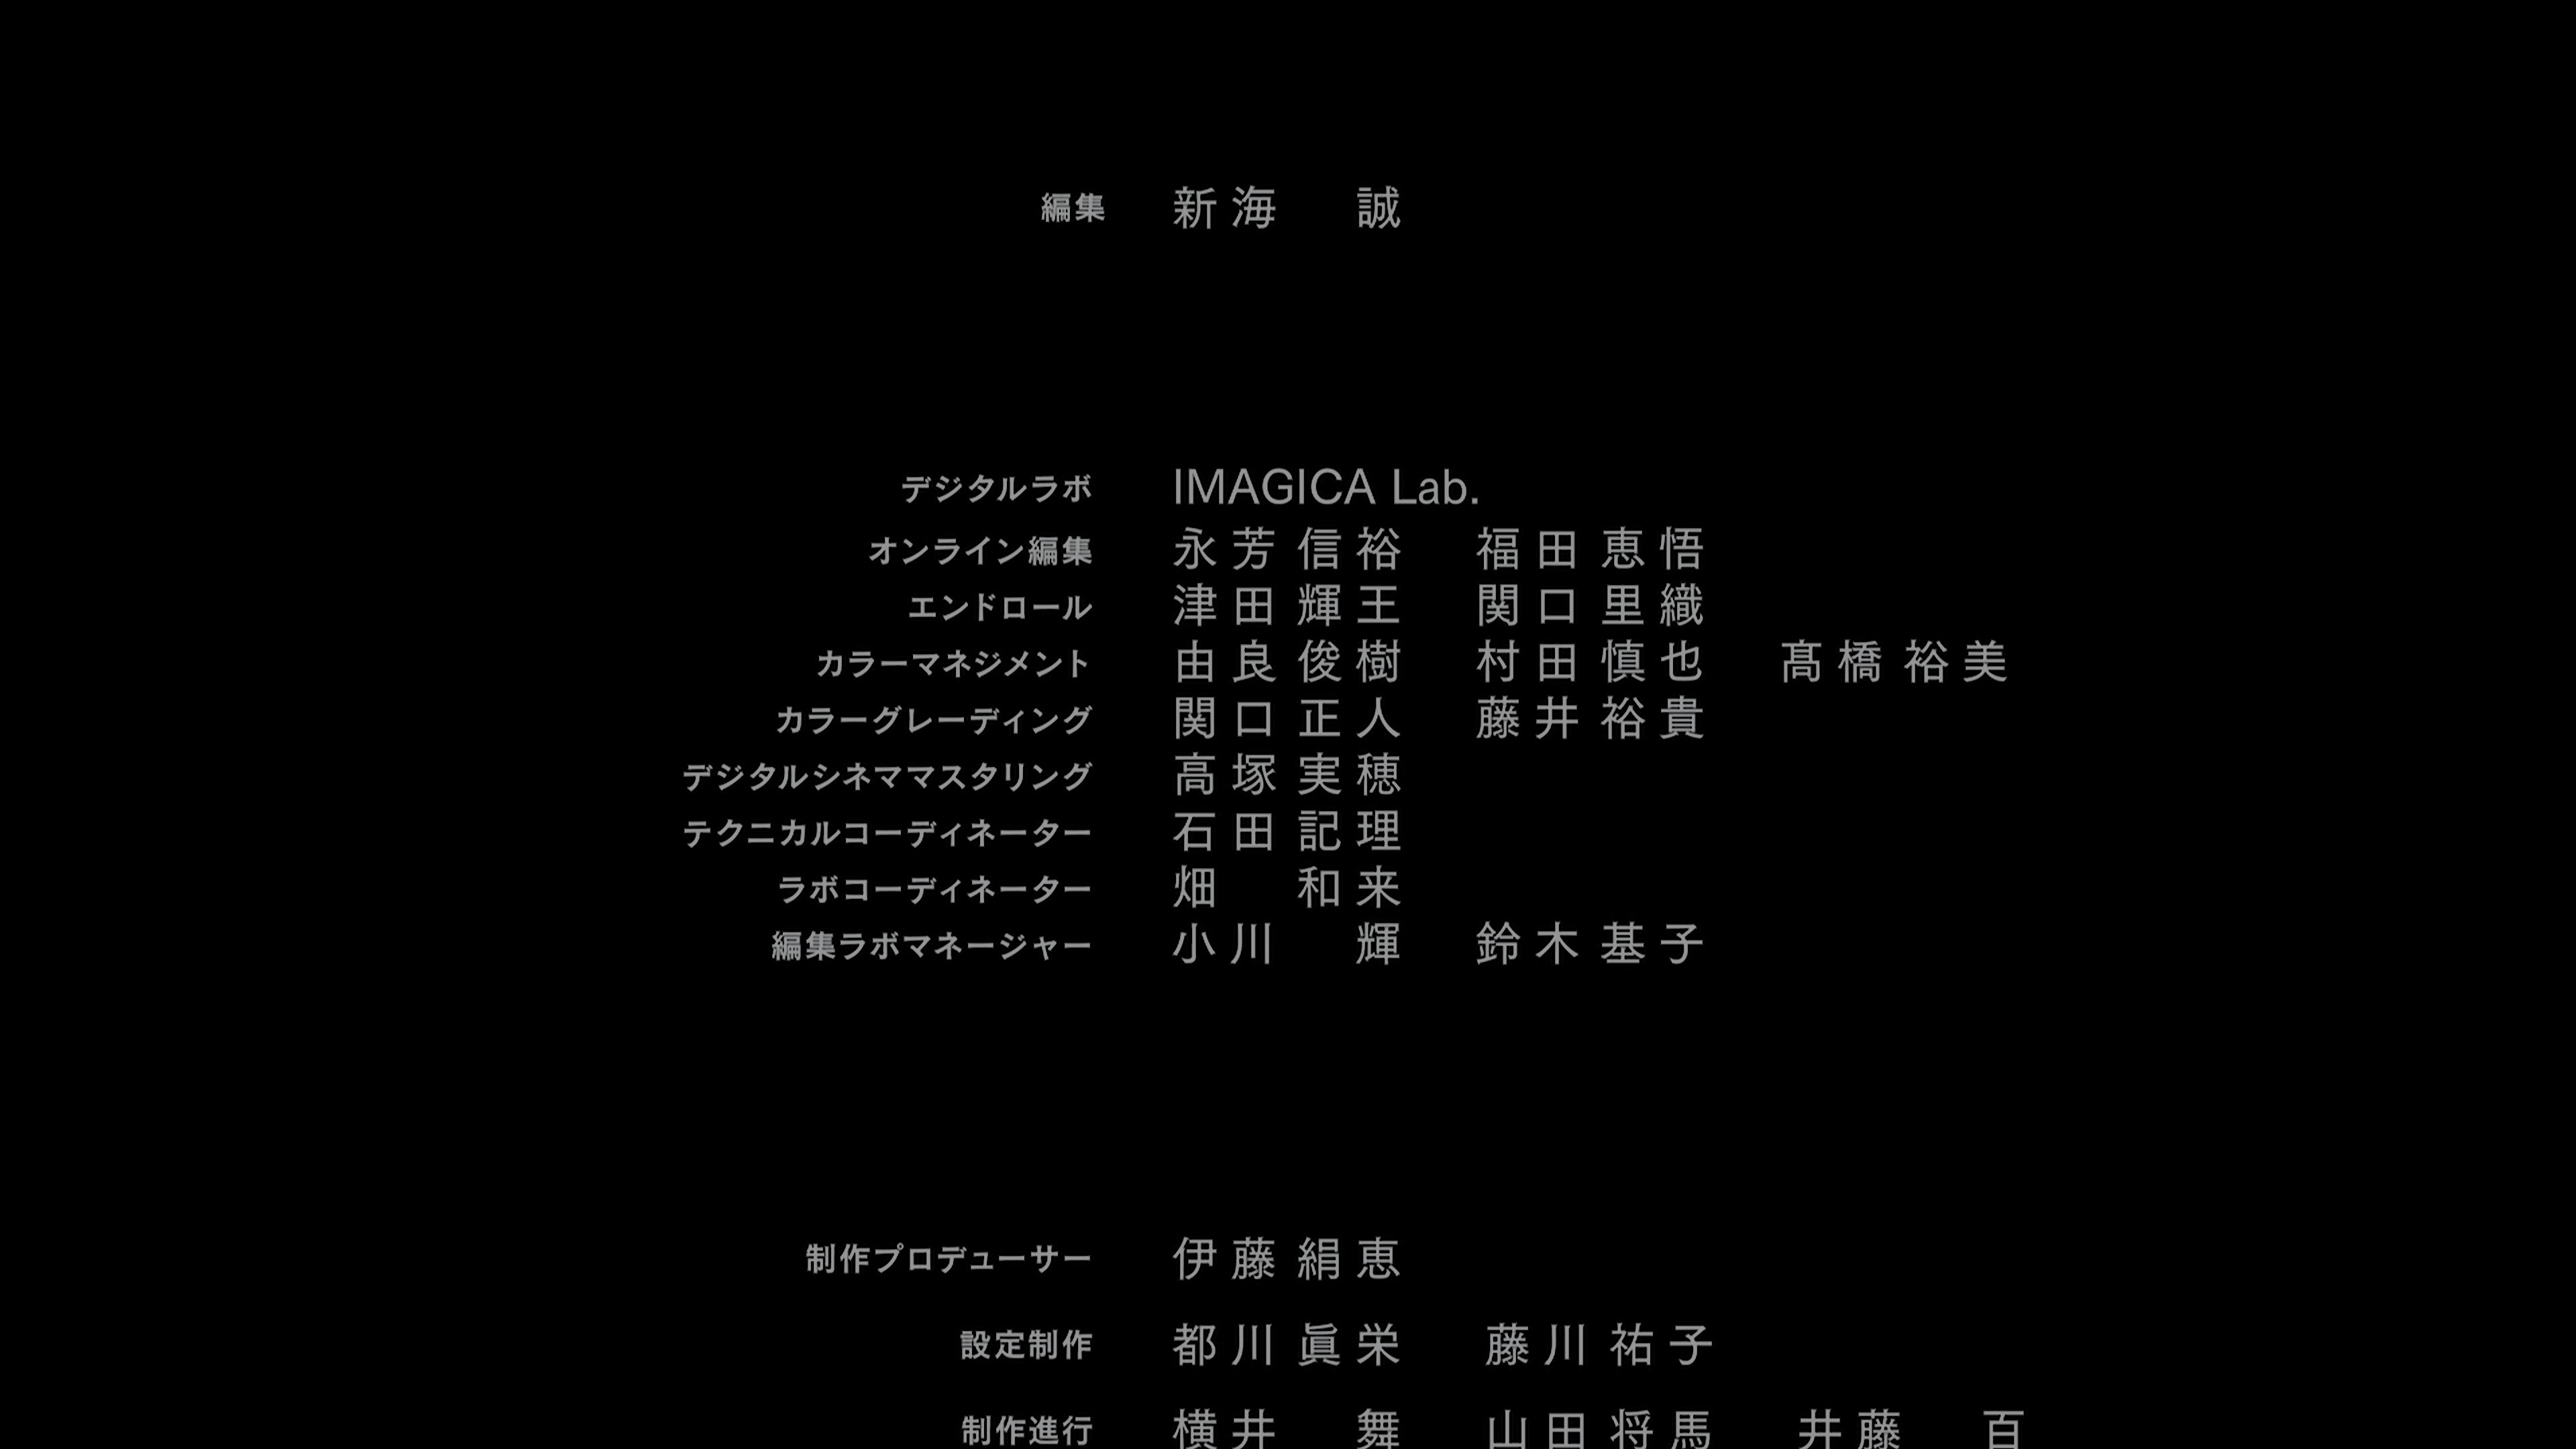 編集 新海 誠
デジタルラボ IMAGICA Lab.
オンライン編集 永芳信裕 福田恵悟
エンドロール 津田輝王 関口里織
カラーマネジメント 由良俊樹 村田慎也 髙橋裕美
カラーグレーディング 関口正人 藤井裕貴
デジタルシネママスタリング 高塚実穂
テクニカルコーディネーター 石田記理
ラボコーディネーター 畑 和来
編集ラボマネージャー 小川 輝 鈴木基子
制作プロデューサー 伊藤絹恵
設定制作 都川眞栄 藤川祐子
制作進行 横井 舞 山田将馬 井藤 百